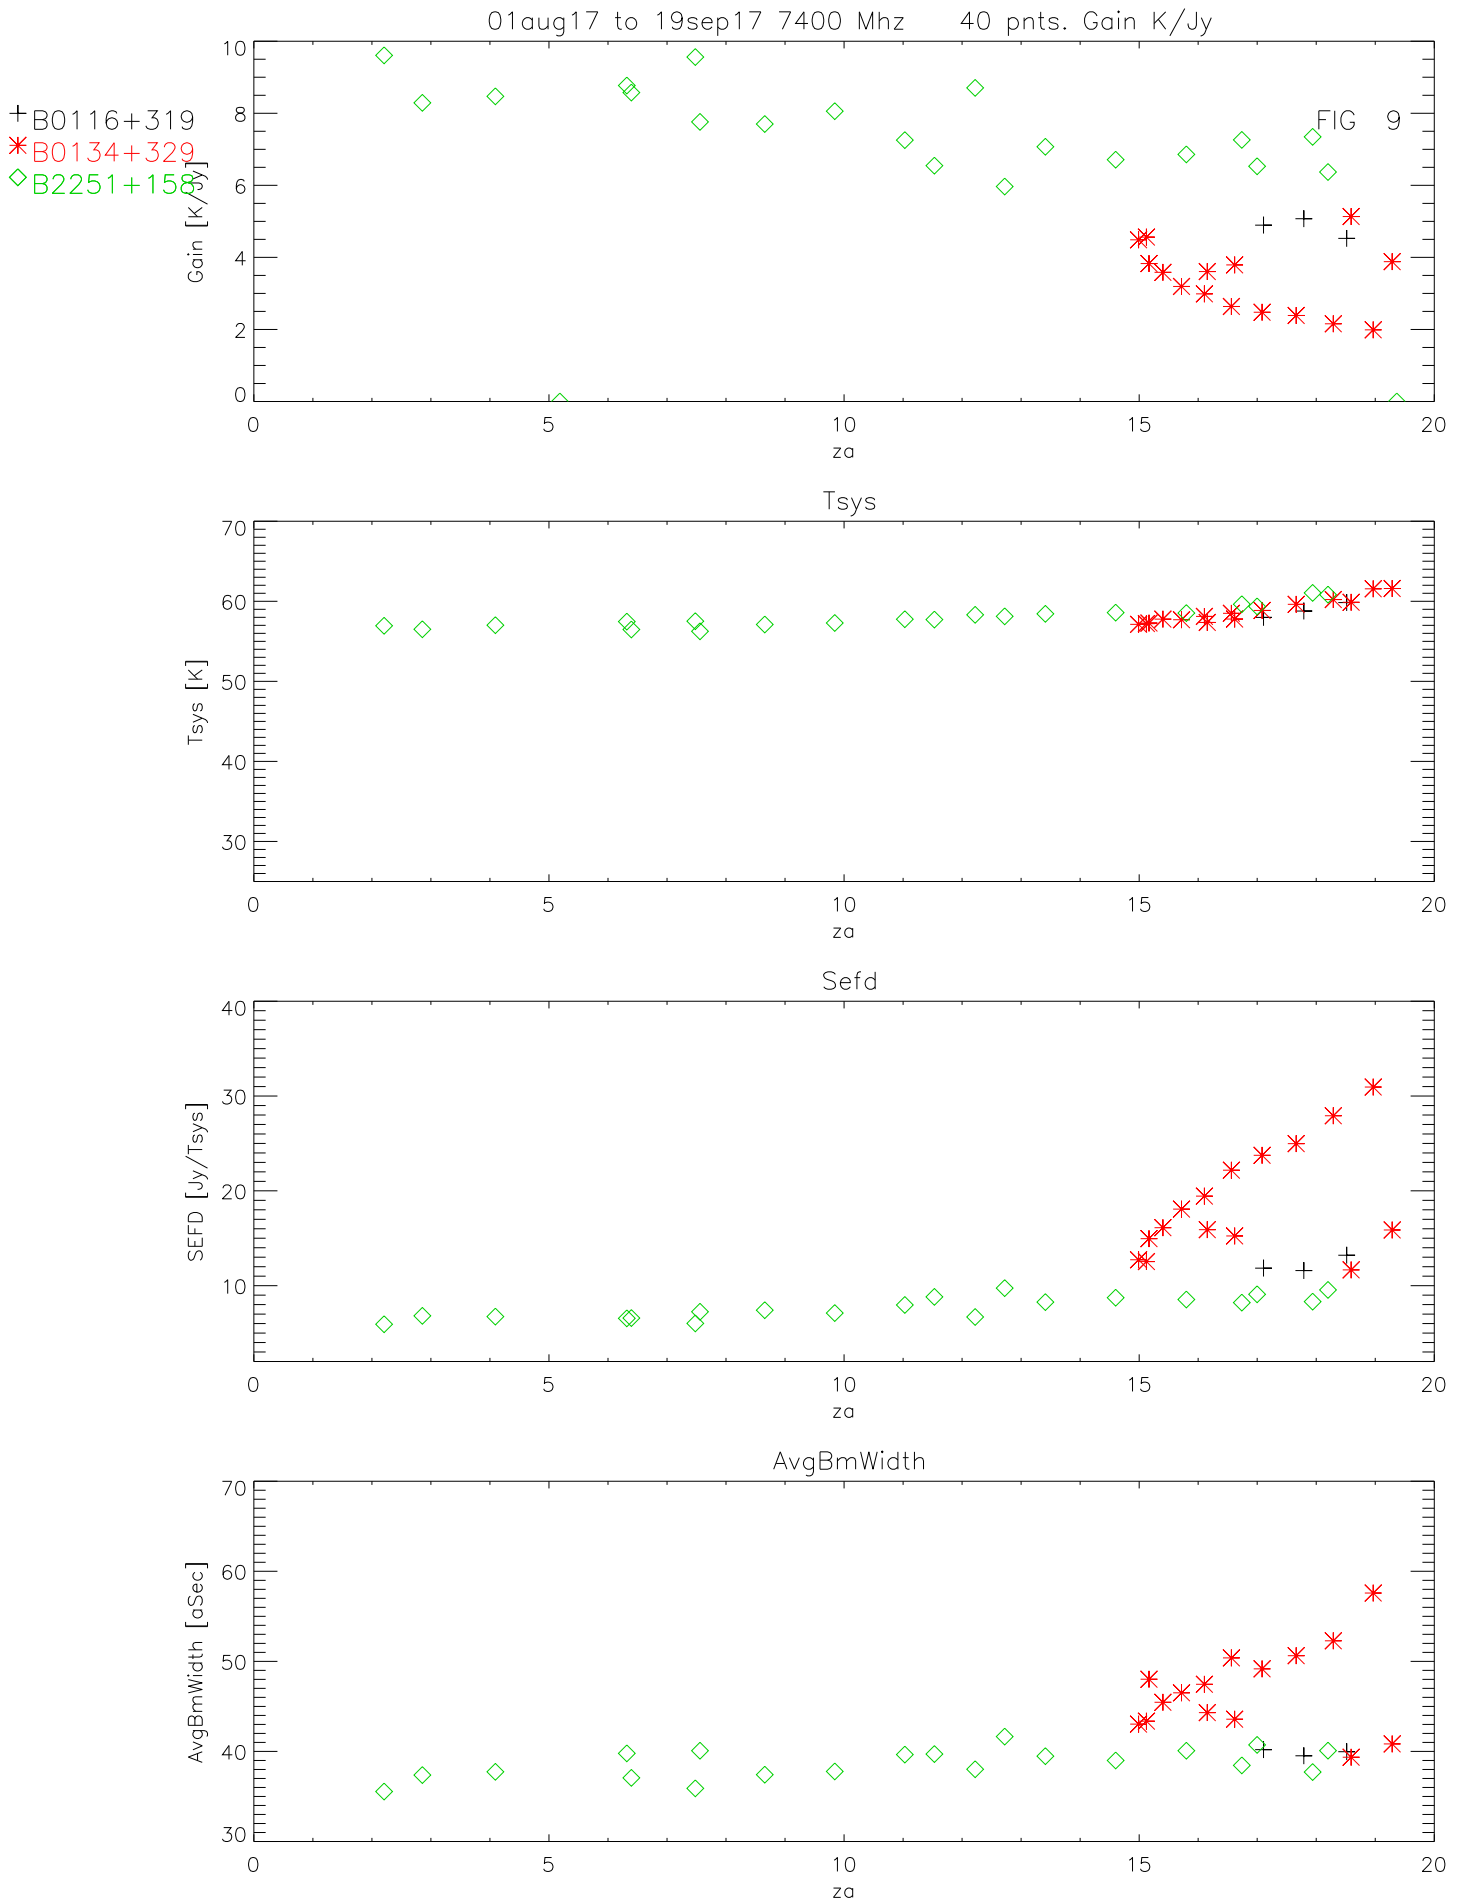 01aug17 to 19sep17 7400 Mhz 40 pnts. Gain K/Jy
B0116+319
B0134+329
B2251+158
FIG 9
Gain [K/Jy]
10
8
6
4
2
0
0 5 10 15 20
za
Tsys
Tsys [K]
70
60
50
40
30
0 5 10 15 20
za
Sefd
SEFD [Jy/Tsys]
40
30
20
10
0 5 10 15 20
za
AvgBmWidth
AvgBmWidth [aSec]
70
60
50
40
30
0 5 10 15 20
za